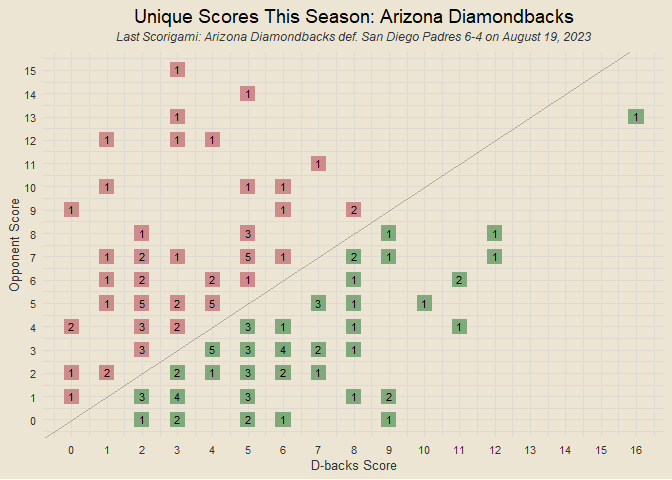 Unique Scores This Season: Arizona Diamondbacks
Last Scorigami: Arizona Diamondbacks def. San Diego Padres 6-4 on August 19, 2023
15 1
14 1
13 1 1
12 1 1 1
11 1
10 1 1 1
9 1 1 2
8 1 3 1 1
7 1 2 1 5 1 2 1 1
6 1 2 2 1 1 2
5 1 5 2 5 3 1 1
4 2 3 2 3 1 1 1
3 3 5 3 4 2 1
2 1 2 2 1 3 2 1
1 1 3 4 3 1 2
0 1 2 2 1 1
0 1 2 3 4 5 6 7 8 9 10 11 12 13 14 15 16
D-backs Score
Opponent Score